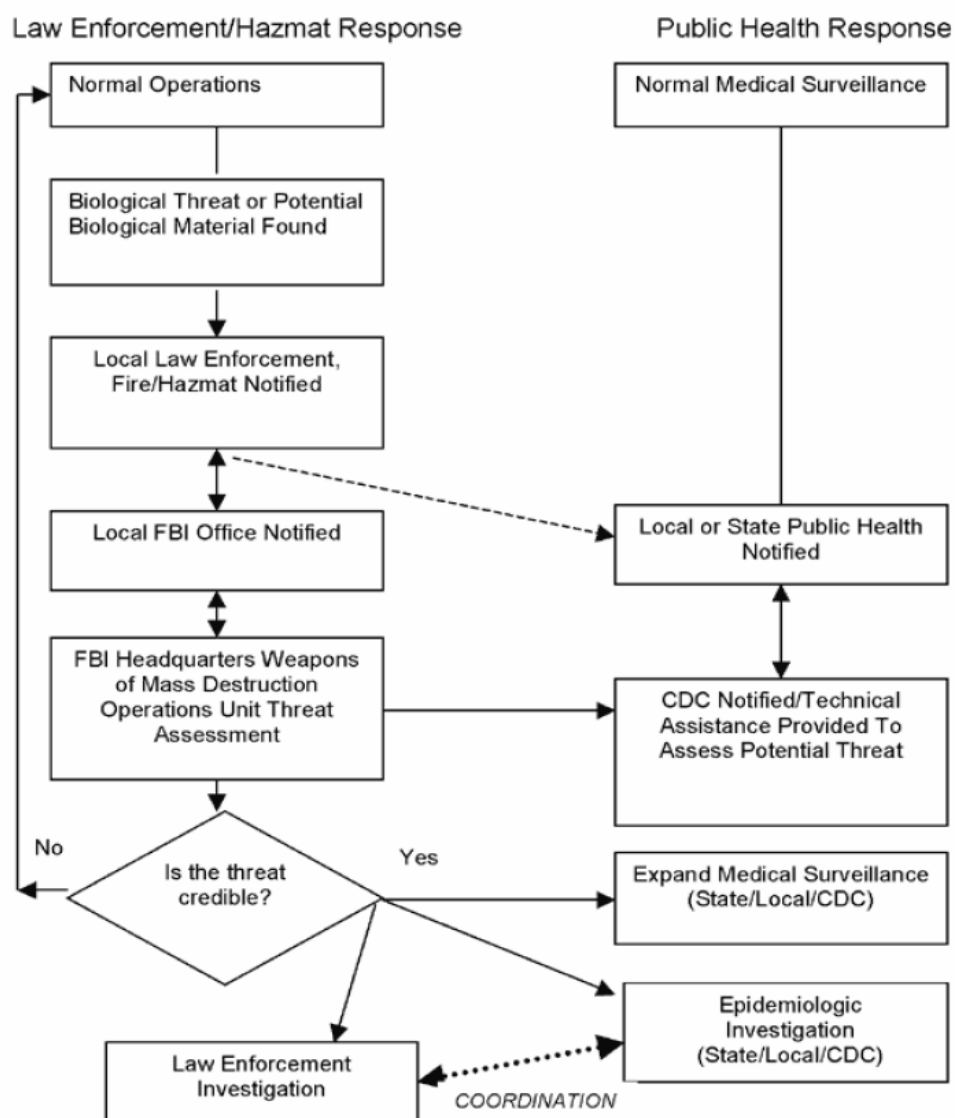 Law Enforcement/Hazmat Response
Public Health Response
Normal Operations
Normal Medical Surveillance
Biological Threat or Potential
Biological Material Found
Local Law Enforcement,
Fire/Hazmat Notified
Local FBI Office Notified
Local or State Public Health
Notified
FBI Headquarters Weapons
of Mass Destruction
Operations Unit Threat
Assessment
CDC Notified/Technical
Assistance Provided To
Assess Potential Threat
No
Is the threat
credible?
Yes
Expand Medical Surveillance
(State/Local/CDC)
Epidemiologic
Investigation
(State/Local/CDC)
Law Enforcement
Investigation
COORDINATION